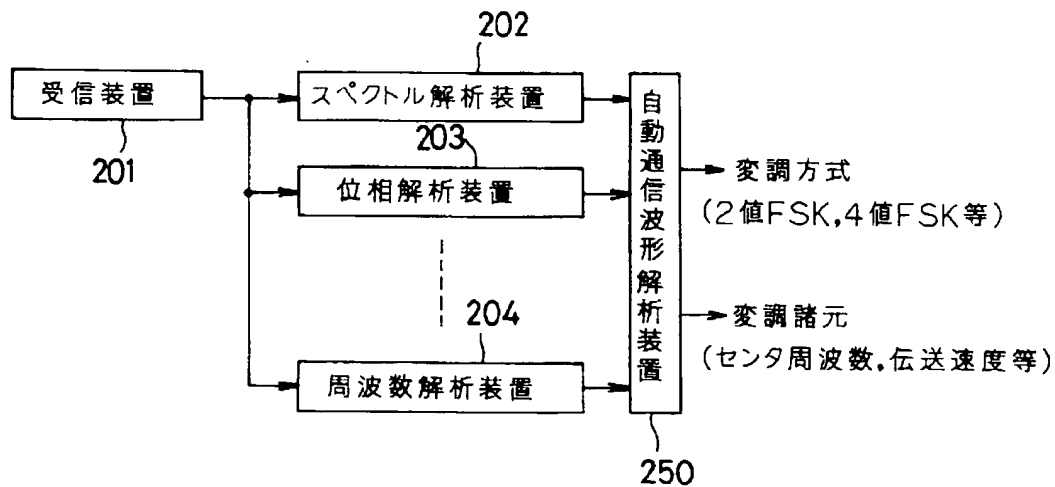 202
受信装置
スペクトル解析装置
201
203
位相解析装置
204
周波数解析装置
自動通信波形解析装置
250
変調方式
(2値FSK,4値FSK等)
変調諸元
(センタ周波数,伝送速度等)